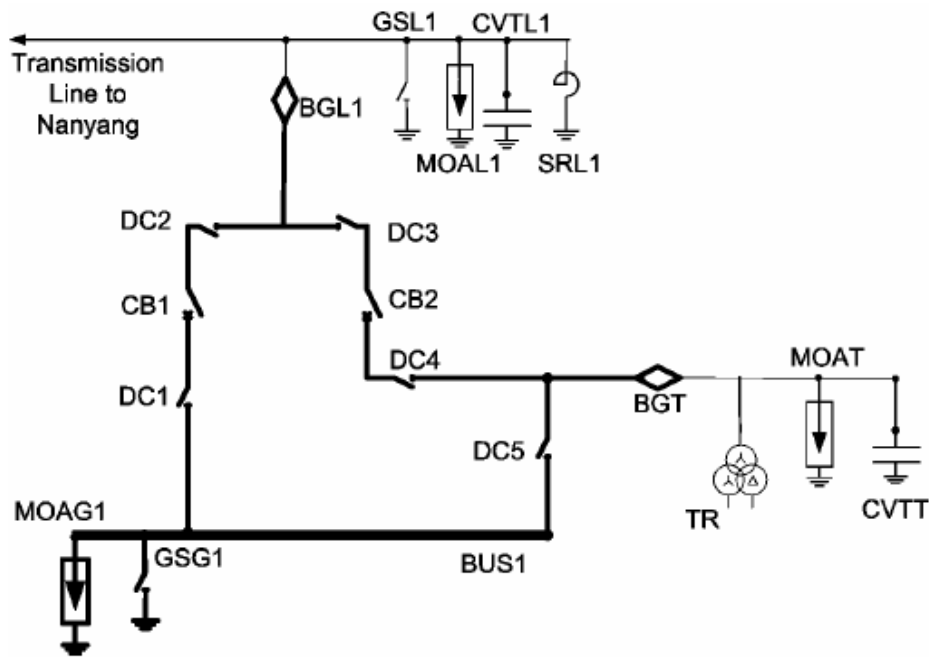 GSL1
CVTL1
Transmission
Line to
Nanyang
BGL1
MOAL1
SRL1
DC2
DC3
CB1
CB2
DC4
MOAT
DC1
BGT
DC5
MOAG1
TR
CVTT
GSG1
BUS1